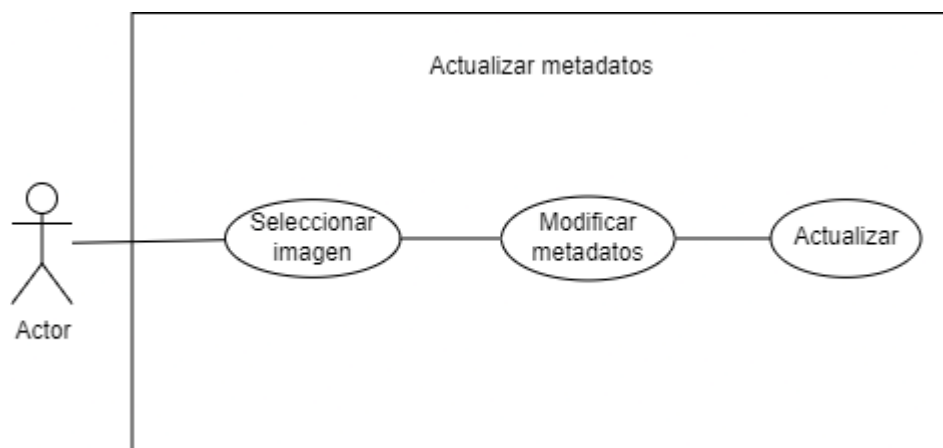 Actualizar metadatos
Seleccionar
imagen
Modificar
metadatos
Actualizar
Actor